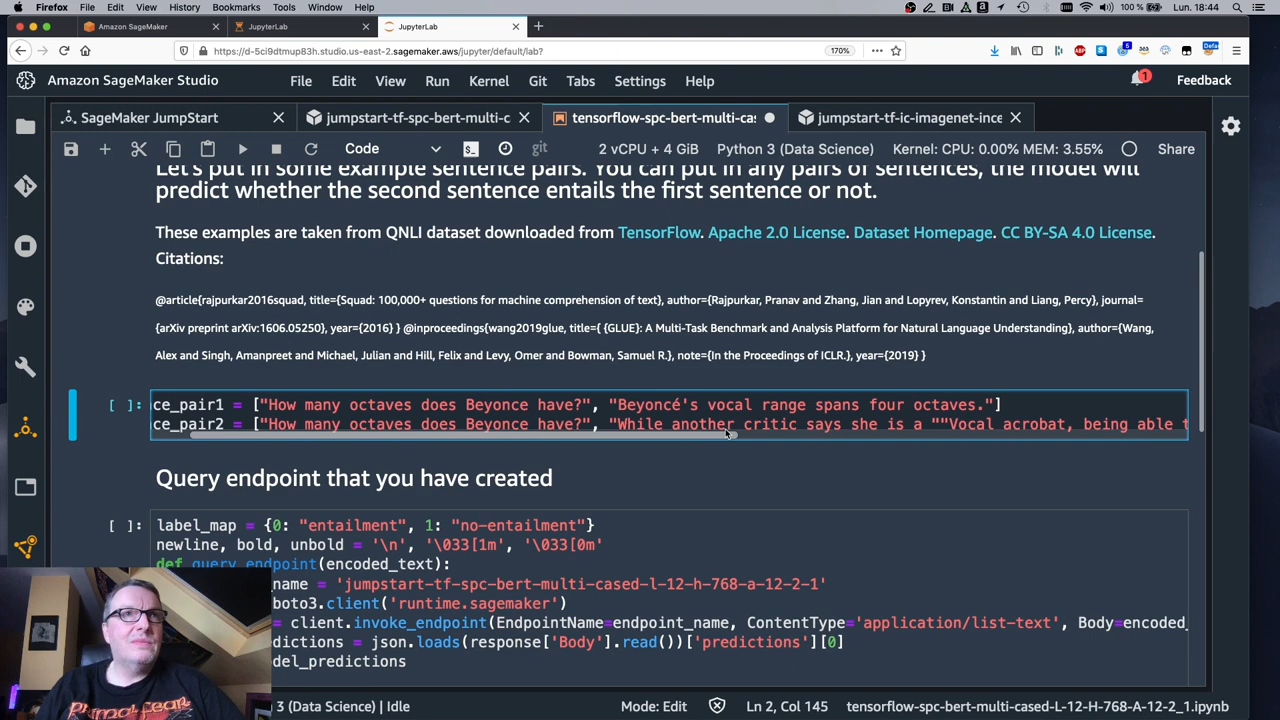 Firefox File Edit View History Bookmarks Tools Window Help 100 % Lun. 18:44
Amazon SageMaker JupyterLab JupyterLab
https://d-5ci9dtmup83h.studio.us-east-2.sagemaker.aws/jupyter/default/lab? 170%
Amazon SageMaker Studio File Edit View Run Kernel Git Tabs Settings Help 1 Feedback
SageMaker JumpStart jumpstart-tf-spc-bert-multi-c tensorflow-spc-bert-multi-cas jumpstart-tf-ic-imagenet-ince
Code git 2 vCPU + 4 GiB Python 3 (Data Science) Kernel: CPU: 0.00% MEM: 3.55% Share
Let's put in some example sentence pairs. You can put in any pairs of sentences, the model will
predict whether the second sentence entails the first sentence or not.
These examples are taken from QNLI dataset downloaded from TensorFlow. Apache 2.0 License. Dataset Homepage. CC BY-SA 4.0 License.
Citations:
@article{rajpurkar2016squad, title={Squad: 100,000+ questions for machine comprehension of text}, author={Rajpurkar, Pranav and Zhang, Jian and Lopyrev, Konstantin and Liang, Percy}, journal=
{arXiv preprint arXiv:1606.05250}, year={2016} } @inproceedings{wang2019glue, title={ {GLUE}: A Multi-Task Benchmark and Analysis Platform for Natural Language Understanding}, author={Wang,
Alex and Singh, Amanpreet and Michael, Julian and Hill, Felix and Levy, Omer and Bowman, Samuel R.}, note={In the Proceedings of ICLR.}, year={2019} }
[ ]: ce_pair1 = ["How many octaves does Beyonce have?", "Beyoncé's vocal range spans four octaves."]
ce_pair2 = ["How many octaves does Beyonce have?", "While another critic says she is a ""Vocal acrobat, being able t
Query endpoint that you have created
[ ]: label_map = {0: "entailment", 1: "no-entailment"}
newline, bold, unbold = '\n', '\033[1m', '\033[0m'
def query_endpoint(encoded_text):
_name = 'jumpstart-tf-spc-bert-multi-cased-l-12-h-768-a-12-2-1'
boto3.client('runtime.sagemaker')
= client.invoke_endpoint(EndpointName=endpoint_name, ContentType='application/list-text', Body=encoded_
edictions = json.loads(response['Body'].read())['predictions'][0]
del_predictions
3 (Data Science) | Idle Mode: Edit Ln 2, Col 145 tensorflow-spc-bert-multi-cased-L-12-H-768-A-12-2_1.ipynb